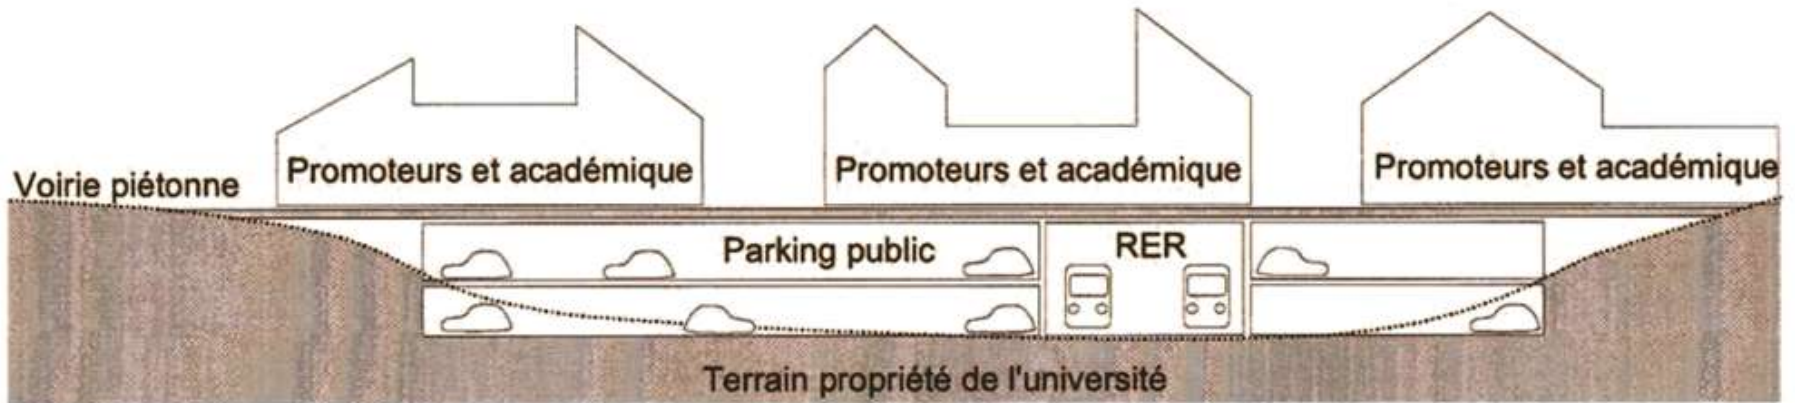 Promoteurs et académique
Promoteurs et académique
Promoteurs et académique
Voirie piétonne
Parking public
RER
Terrain propriété de l'université